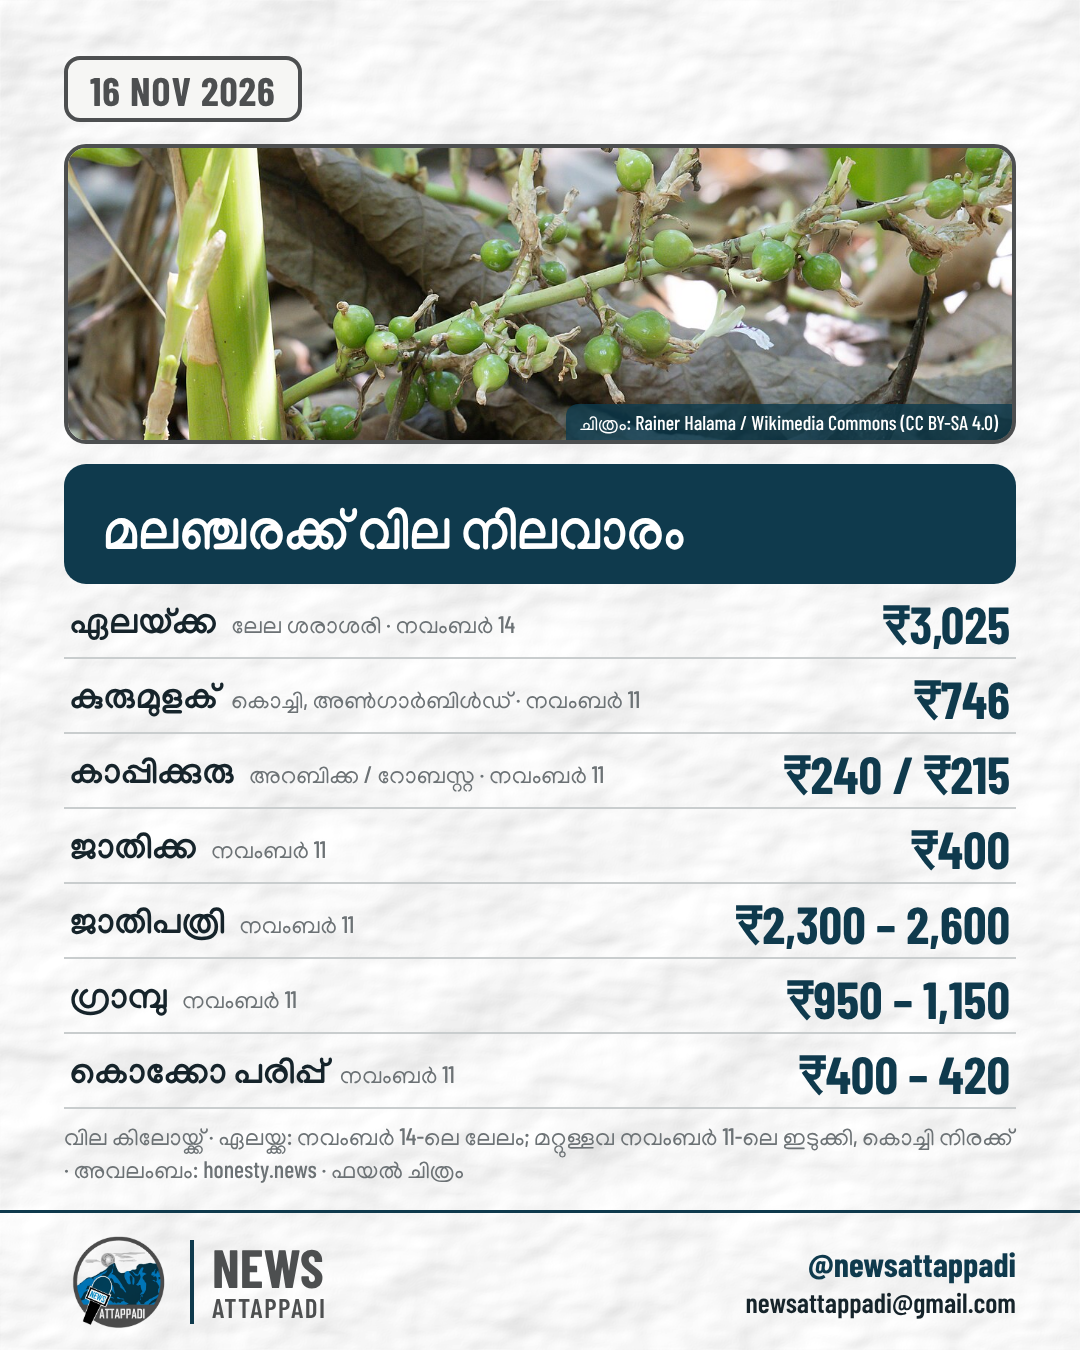 16 NOV 2026
ചിത്രം: Rainer Halama / Wikimedia Commons (CC BY-SA 4.0)
മലഞ്ചരക്ക് വില നിലവാരം
ഏലയ്ക്ക ലേല ശരാശരി · നവംബർ 14 ₹3,025
കുരുമുളക് കൊച്ചി, അൺഗാർബിൾഡ് · നവംബർ 11 ₹746
കാപ്പിക്കുരു അറബിക്ക / റോബസ്റ്റ · നവംബർ 11 ₹240 / ₹215
ജാതിക്ക നവംബർ 11 ₹400
ജാതിപത്രി നവംബർ 11 ₹2,300 – 2,600
ഗ്രാമ്പു നവംബർ 11 ₹950 – 1,150
കൊക്കോ പരിപ്പ് നവംബർ 11 ₹400 – 420
വില കിലോയ്ക്ക് · ഏലയ്ക്ക: നവംബർ 14-ലെ ലേലം; മറ്റുള്ളവ നവംബർ 11-ലെ ഇടുക്കി, കൊച്ചി നിരക്ക്
· അവലംബം: honesty.news · ഫയൽ ചിത്രം
NEWS
ATTAPPADI
NEWS
ATTAPPADI
@newsattappadi
newsattappadi@gmail.com